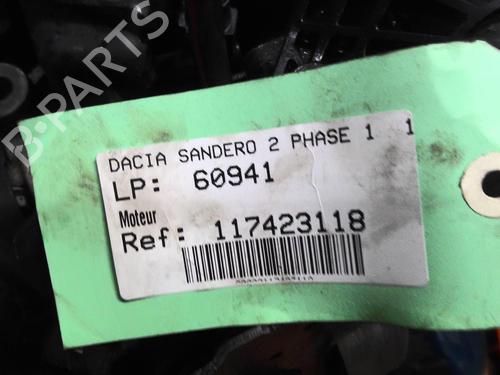 B-PARTS
DACIA SANDERO 2 PHASE 1 1
LP: 60941
Moteur
Ref: 117423118